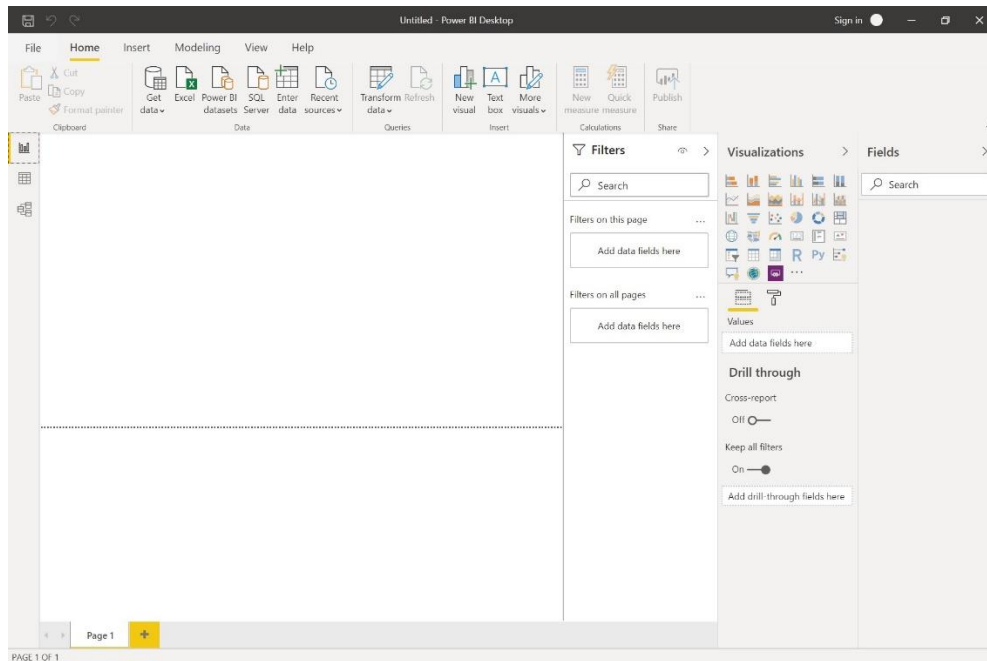 Untitled - Power BI Desktop
Sign in
File Home Insert Modeling View Help
Paste
Cut
Copy
Format painter
Clipboard
Get data
Excel
Power BI datasets
SQL Server
Enter data
Recent sources
Data
Transform data
Refresh
Queries
New visual
Text box
A
More visuals
Insert
New measure
Quick measure
Calculations
Publish
Share
Filters
Search
Filters on this page ...
Add data fields here
Filters on all pages ...
Add data fields here
Visualizations
R Py
...
Values
Add data fields here
Drill through
Cross-report
Off
Keep all filters
On
Add drill-through fields here
Fields
Search
Page 1
PAGE 1 OF 1